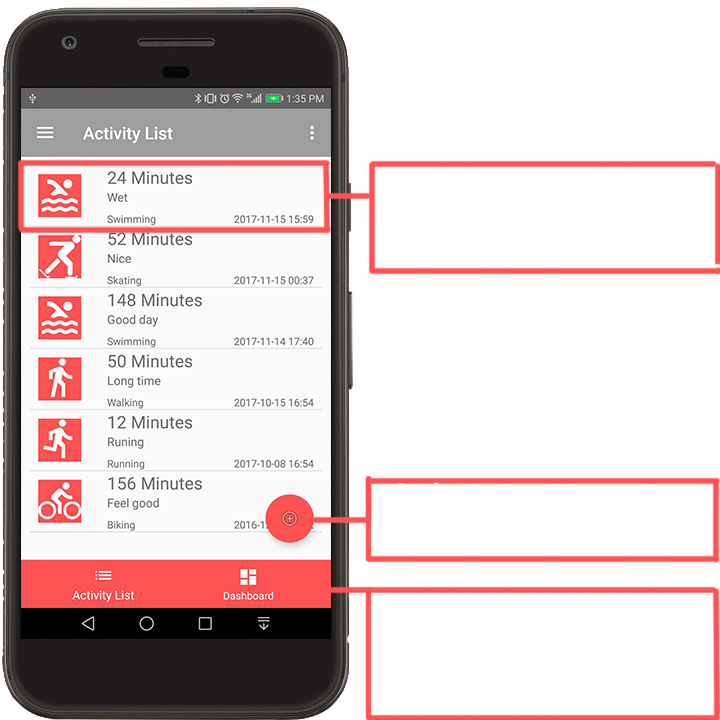 1:35 PM
Activity List
24 Minutes
Wet
Swimming 2017-11-15 15:59
52 Minutes
Nice
Skating 2017-11-15 00:37
148 Minutes
Good day
Swimming 2017-11-14 17:40
50 Minutes
Long time
Walking 2017-10-15 16:54
12 Minutes
Runing
Running 2017-10-08 16:54
156 Minutes
Feel good
Biking
Activity List Dashboard